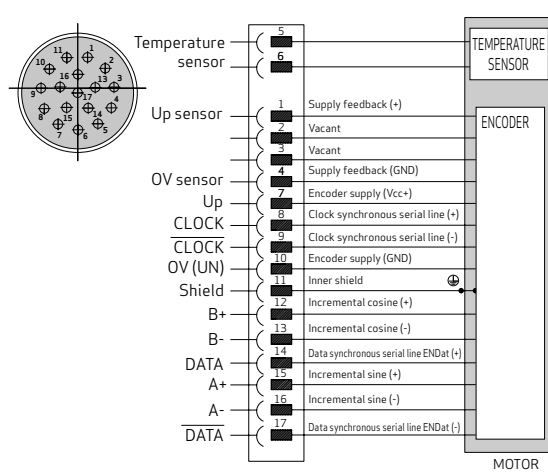 11 1
10 2
16 13 3
9 17
8 15 14 4
7 6 5
Temperature sensor
5
6
TEMPERATURE SENSOR
Up sensor
1 Supply feedback (+)
ENCODER
2 Vacant
3 Vacant
OV sensor
4 Supply feedback (GND)
Up
7 Encoder supply (Vcc+)
CLOCK
8 Clock synchronous serial line (+)
CLOCK
9 Clock synchronous serial line (-)
OV (UN)
10 Encoder supply (GND)
Shield
11 Inner shield
B+
12 Incremental cosine (+)
B-
13 Incremental cosine (-)
DATA
14 Data synchronous serial line ENDat (+)
A+
15 Incremental sine (+)
A-
16 Incremental sine (-)
DATA
17 Data synchronous serial line ENDat (-)
MOTOR